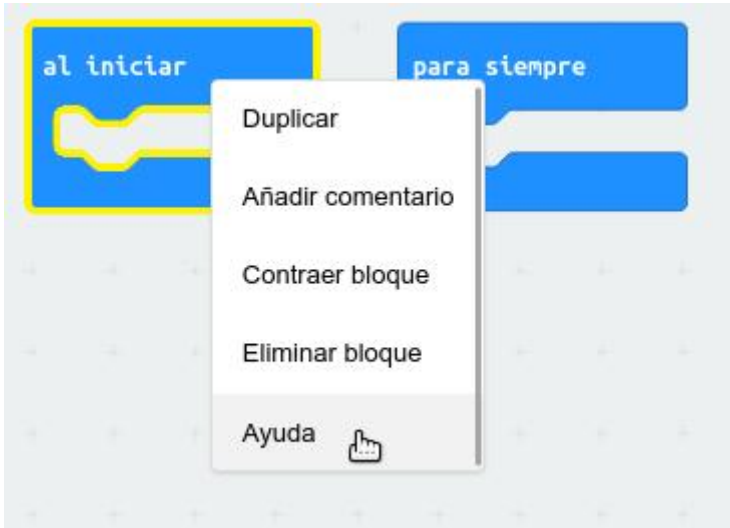 al iniciar
para siempre
Duplicar
Añadir comentario
Contraer bloque
Eliminar bloque
Ayuda